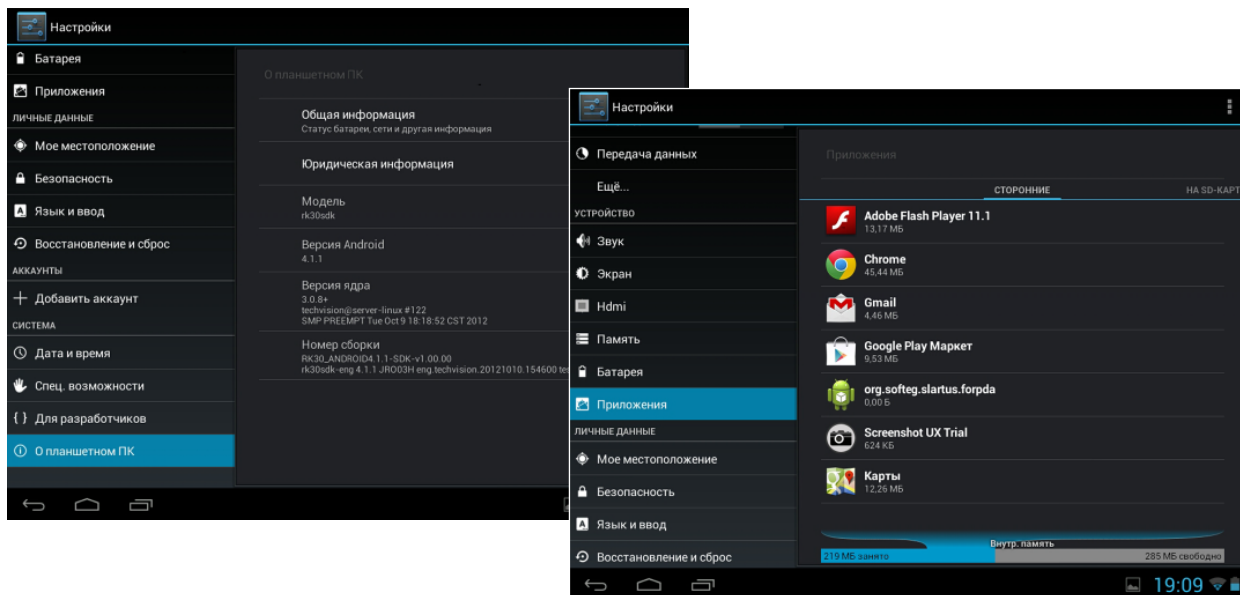 Настройки
Батарея
Приложения
ЛИЧНЫЕ ДАННЫЕ
Мое местоположение
Безопасность
Язык и ввод
Восстановление и сброс
АККАУНТЫ
Добавить аккаунт
СИСТЕМА
Дата и время
Спец. возможности
Для разработчиков
О планшетном ПК
О планшетном ПК
Общая информация
Статус батареи, сети и другая информация
Юридическая информация
Модель
rk30sdk
Версия Android
4.1.1
Версия ядра
3.0.8+
techvision@server-linux #122
SMP PREEMPT Tue Oct 9 18:18:52 CST 2012
Номер сборки
RK30_ANDROID4.1.1-SDK-v1.00.00
rk30sdk-eng 4.1.1 JRO03H eng.techvision.20121010.154600
Настройки
Передача данных
Ещё...
УСТРОЙСТВО
Звук
Экран
Hdmi
Память
Батарея
Приложения
ЛИЧНЫЕ ДАННЫЕ
Мое местоположение
Безопасность
Язык и ввод
Восстановление и сброс
Приложения
СТОРОННИЕ НА SD-КАРТ
Adobe Flash Player 11.1
13,17 МБ
Chrome
45,44 МБ
Gmail
4,46 МБ
Google Play Маркет
9,53 МБ
org.softeg.slartus.forpda
0,00 Б
Screenshot UX Trial
624 КБ
Карты
12,26 МБ
Внутр. память
219 МБ занято 285 МБ свободно
19:09